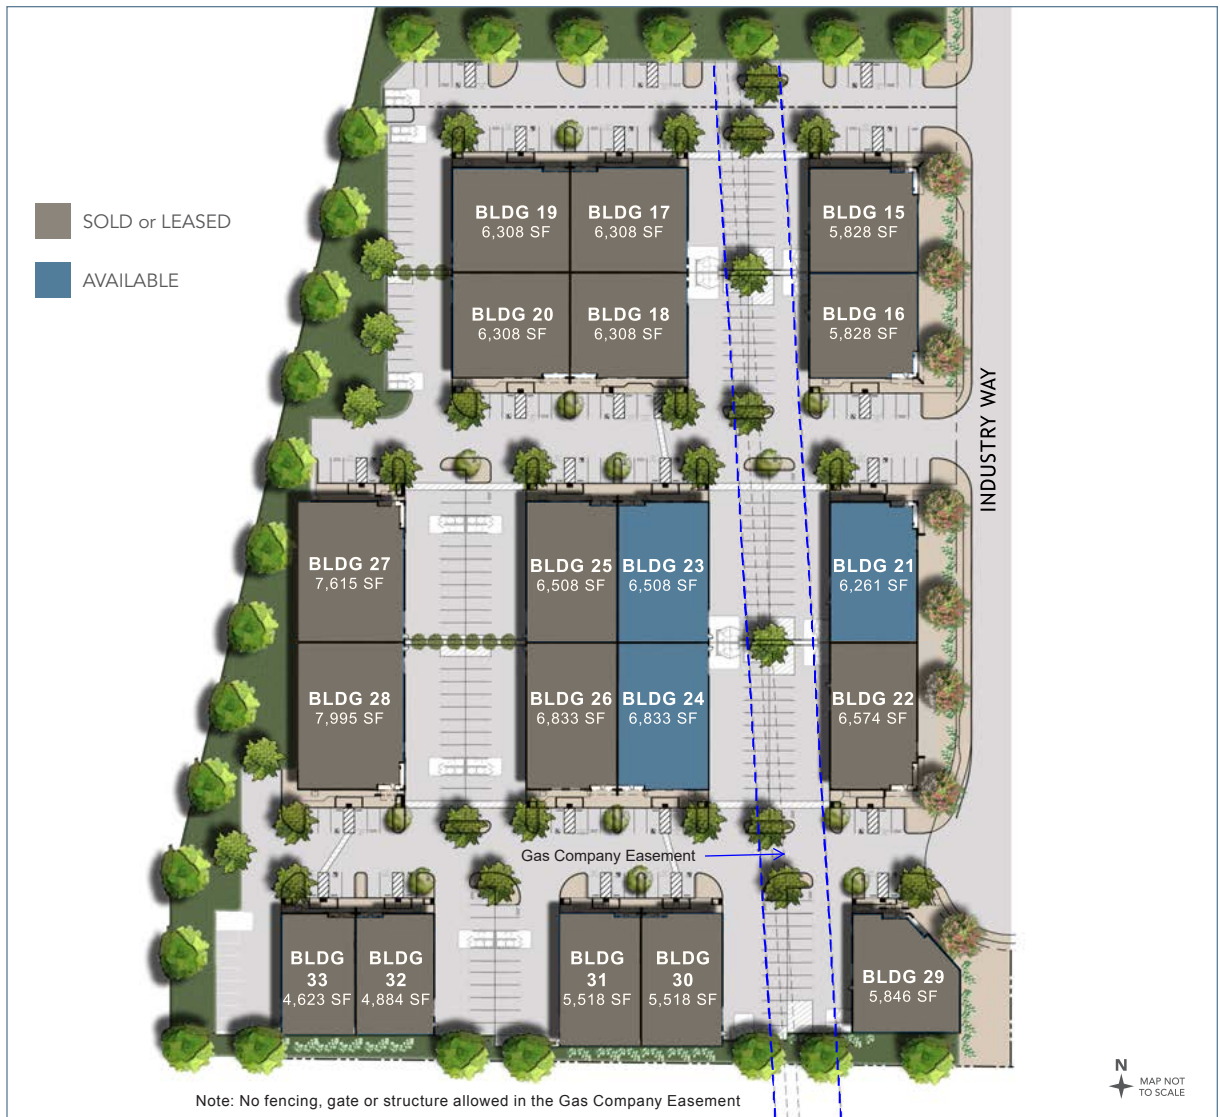 SOLD or LEASED
AVAILABLE
BLDG 19
6,308 SF
BLDG 17
6,308 SF
BLDG 15
5,828 SF
BLDG 20
6,308 SF
BLDG 18
6,308 SF
BLDG 16
5,828 SF
INDUSTRY WAY
BLDG 27
7,615 SF
BLDG 25
6,508 SF
BLDG 23
6,508 SF
BLDG 21
6,261 SF
BLDG 28
7,995 SF
BLDG 26
6,833 SF
BLDG 24
6,833 SF
BLDG 22
6,574 SF
Gas Company Easement
BLDG
33
4,623 SF
BLDG
32
4,884 SF
BLDG
31
5,518 SF
BLDG
30
5,518 SF
BLDG 29
5,846 SF
N
MAP NOT
TO SCALE
Note: No fencing, gate or structure allowed in the Gas Company Easement